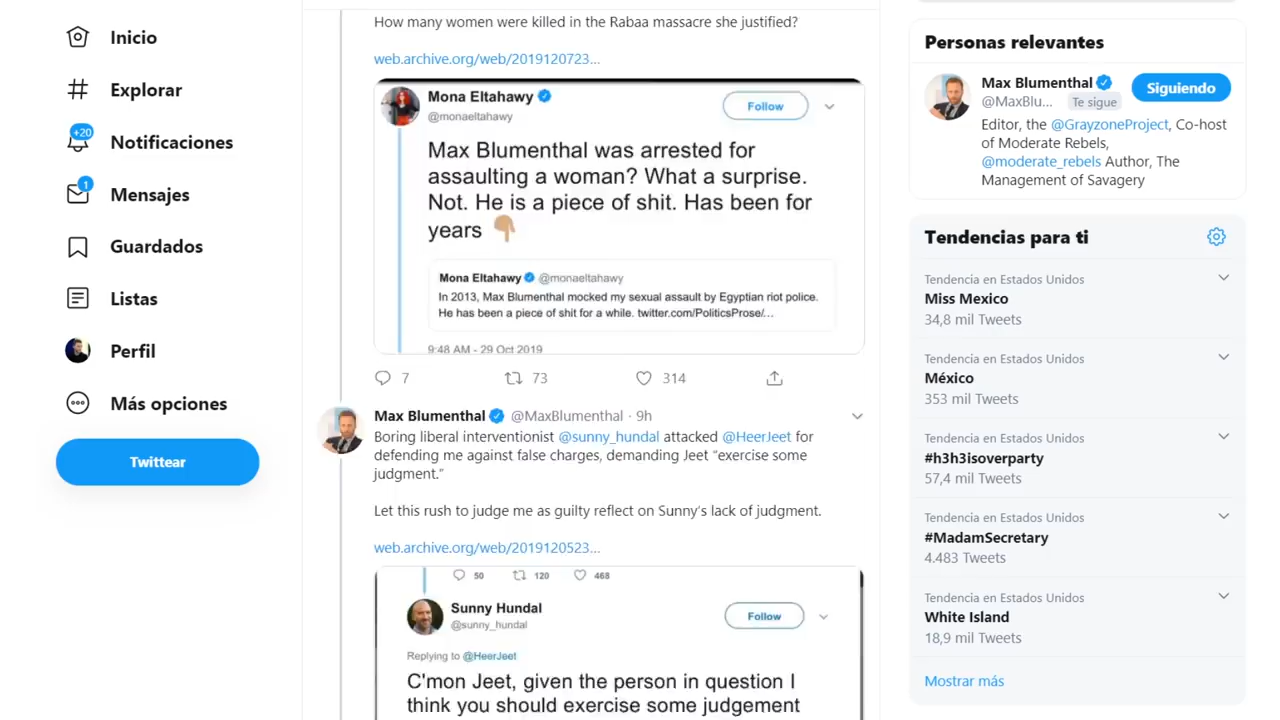 Inicio
Explorar
+20
Notificaciones
1
Mensajes
Guardados
Listas
Perfil
Más opciones
Twittear
How many women were killed in the Rabaa massacre she justified?
web.archive.org/web/2019120723...
Mona Eltahawy
@monaeltahawy
Follow
Max Blumenthal was arrested for
assaulting a woman? What a surprise.
Not. He is a piece of shit. Has been for
years
Mona Eltahawy @monaeltahawy
In 2013, Max Blumenthal mocked my sexual assault by Egyptian riot police.
He has been a piece of shit for a while. twitter.com/PoliticsProse/...
9:48 AM - 29 Oct 2019
7 73 314
Max Blumenthal @MaxBlumenthal · 9h
Boring liberal interventionist @sunny_hundal attacked @HeerJeet for
defending me against false charges, demanding Jeet “exercise some
judgment.”
Let this rush to judge me as guilty reflect on Sunny’s lack of judgment.
web.archive.org/web/2019120523...
50 120 468
Sunny Hundal
@sunny_hundal
Follow
Replying to @HeerJeet
C'mon Jeet, given the person in question I
think you should exercise some judgement
Personas relevantes
Max Blumenthal
@MaxBlu... Te sigue
Siguiendo
Editor, the @GrayzoneProject, Co-host
of Moderate Rebels,
@moderate_rebels Author, The
Management of Savagery
Tendencias para ti
Tendencia en Estados Unidos
Miss Mexico
34,8 mil Tweets
Tendencia en Estados Unidos
México
353 mil Tweets
Tendencia en Estados Unidos
#h3h3isoverparty
57,4 mil Tweets
Tendencia en Estados Unidos
#MadamSecretary
4.483 Tweets
Tendencia en Estados Unidos
White Island
18,9 mil Tweets
Mostrar más